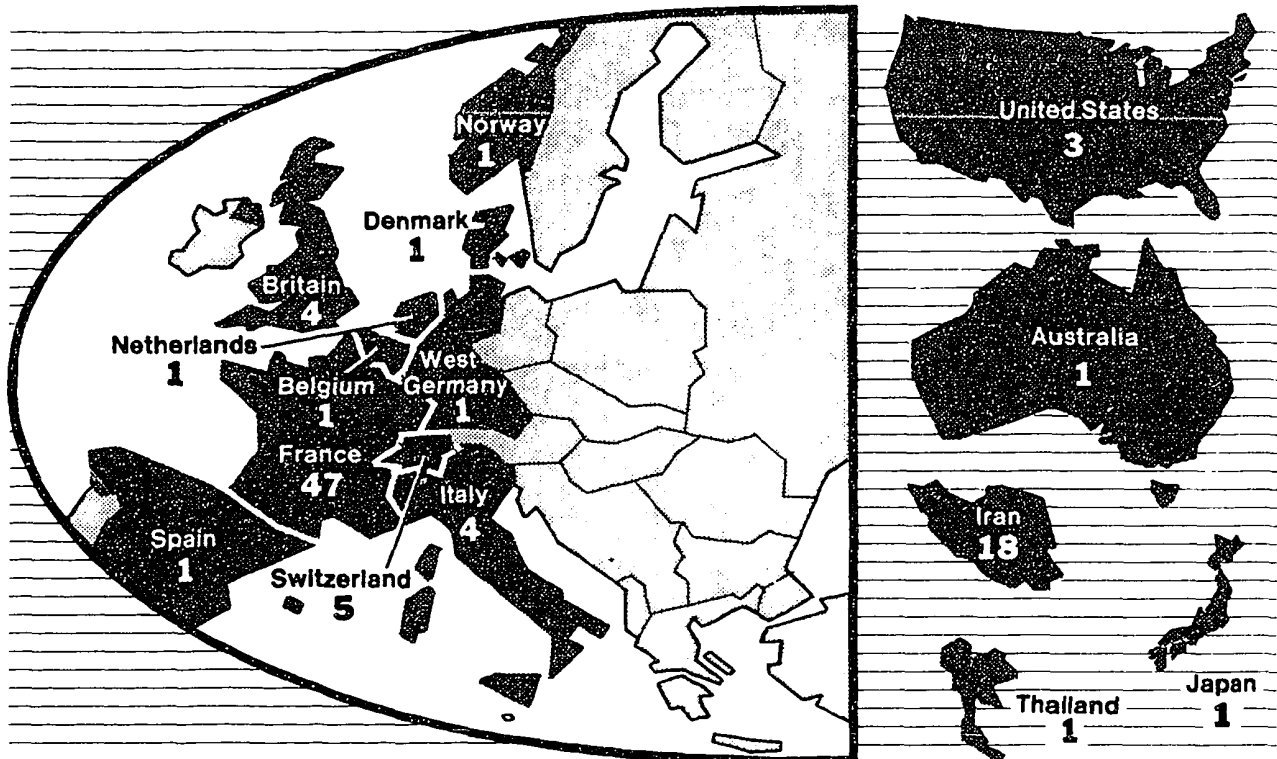 Norway
1
Denmark
1
Britain
4
Netherlands
1
Belgium
1
West
Germany
1
France
47
Italy
4
Spain
1
Switzerland
5
United States
3
Australia
1
Iran
18
Thailand
1
Japan
1